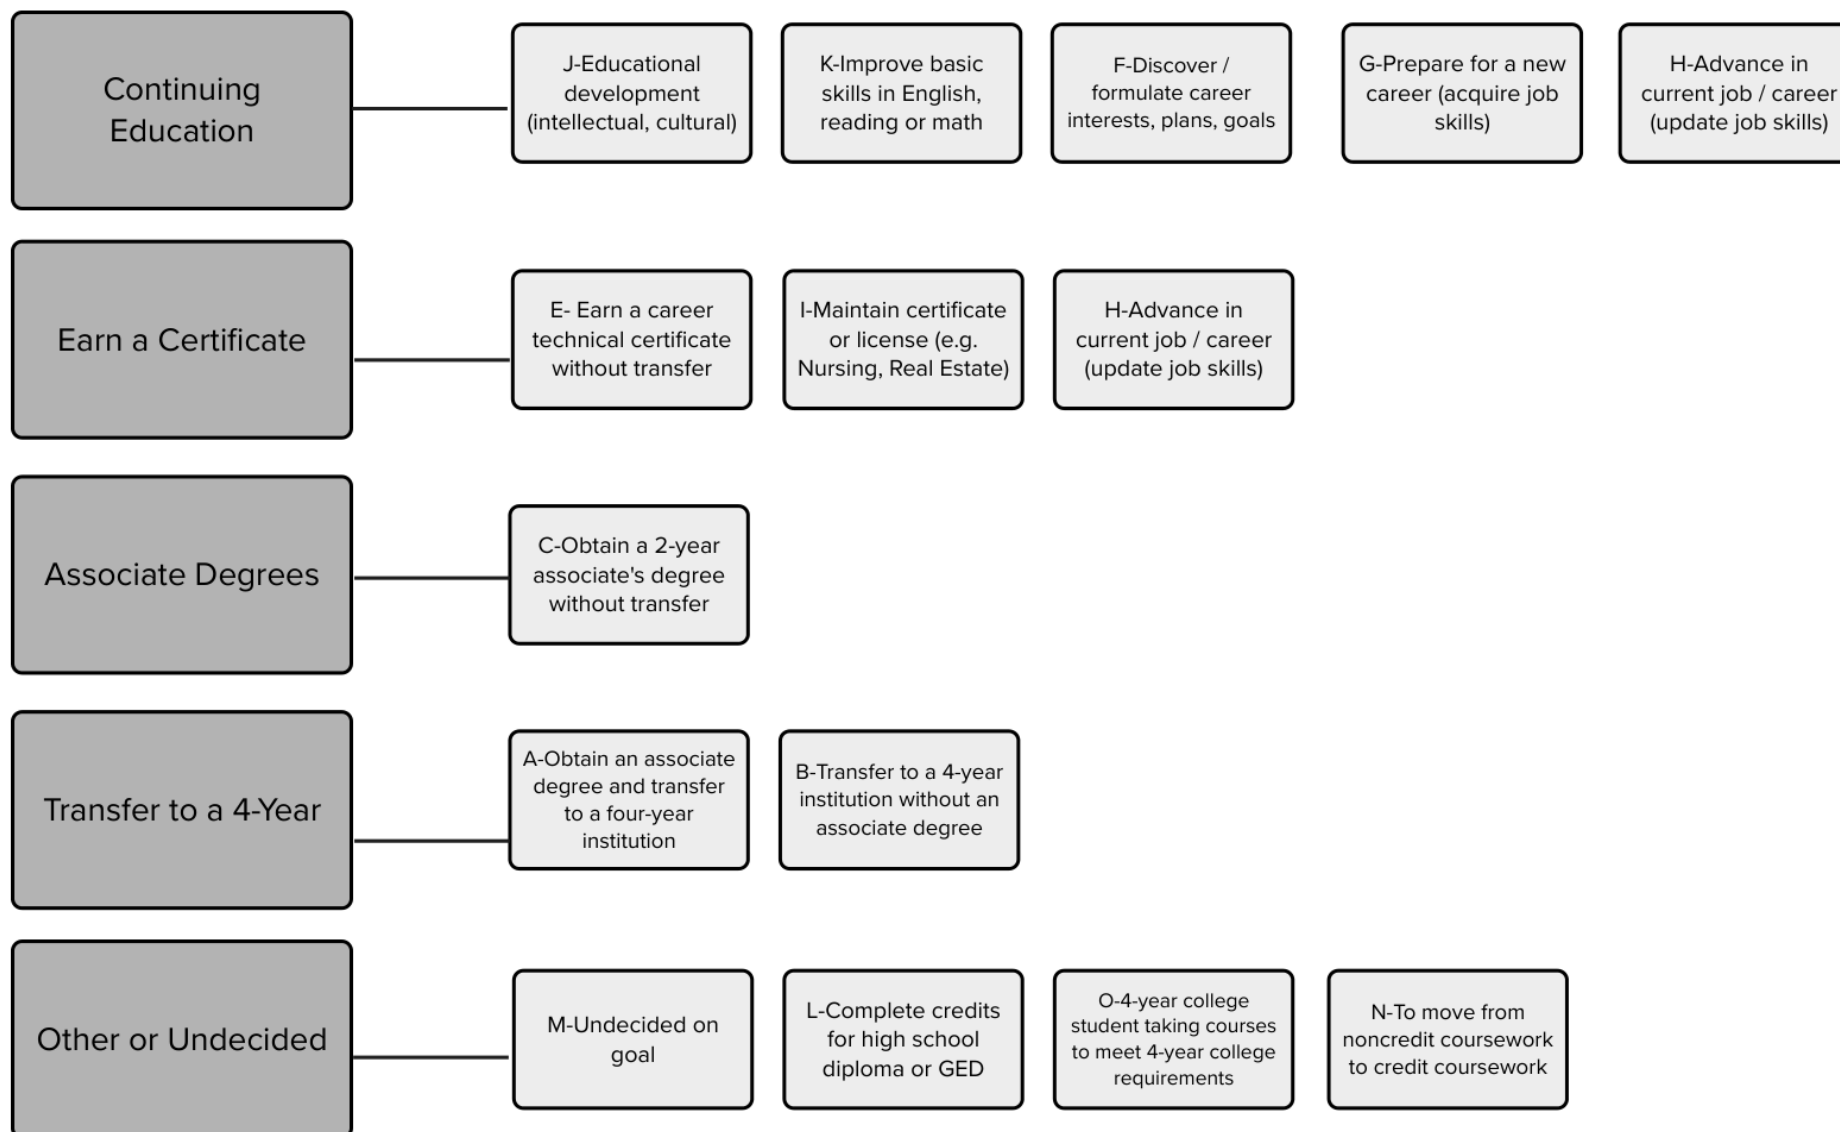 Continuing
Education
J-Educational
development
(intellectual, cultural)
K-Improve basic
skills in English,
reading or math
F-Discover /
formulate career
interests, plans, goals
G-Prepare for a new
career (acquire job
skills)
H-Advance in
current job / career
(update job skills)
Earn a Certificate
E- Earn a career
technical certificate
without transfer
I-Maintain certificate
or license (e.g.
Nursing, Real Estate)
H-Advance in
current job / career
(update job skills)
Associate Degrees
C-Obtain a 2-year
associate's degree
without transfer
Transfer to a 4-Year
A-Obtain an associate
degree and transfer
to a four-year
institution
B-Transfer to a 4-year
institution without an
associate degree
Other or Undecided
M-Undecided on
goal
L-Complete credits
for high school
diploma or GED
O-4-year college
student taking courses
to meet 4-year college
requirements
N-To move from
noncredit coursework
to credit coursework